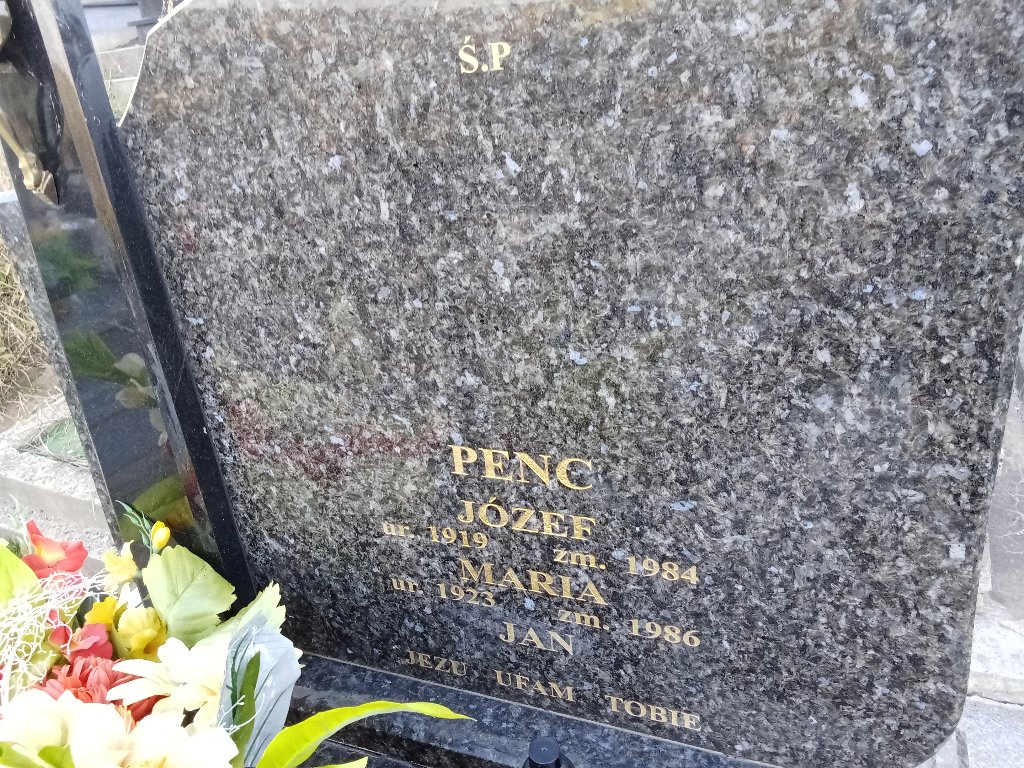 Ś.P
PENC
JÓZEF
ur. 1919 zm. 1984
MARIA
ur. 1923 zm. 1986
JAN
JEZU UFAM TOBIE